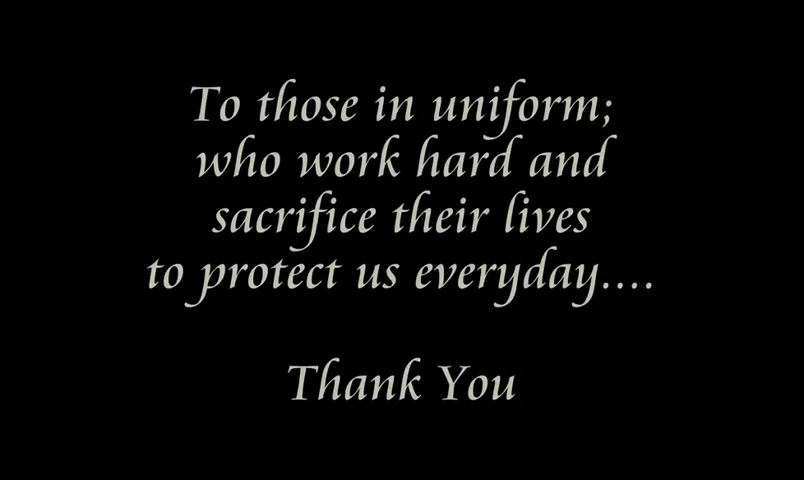 To those in uniform;
who work hard and
sacrifice their lives
to protect us everyday....
Thank You